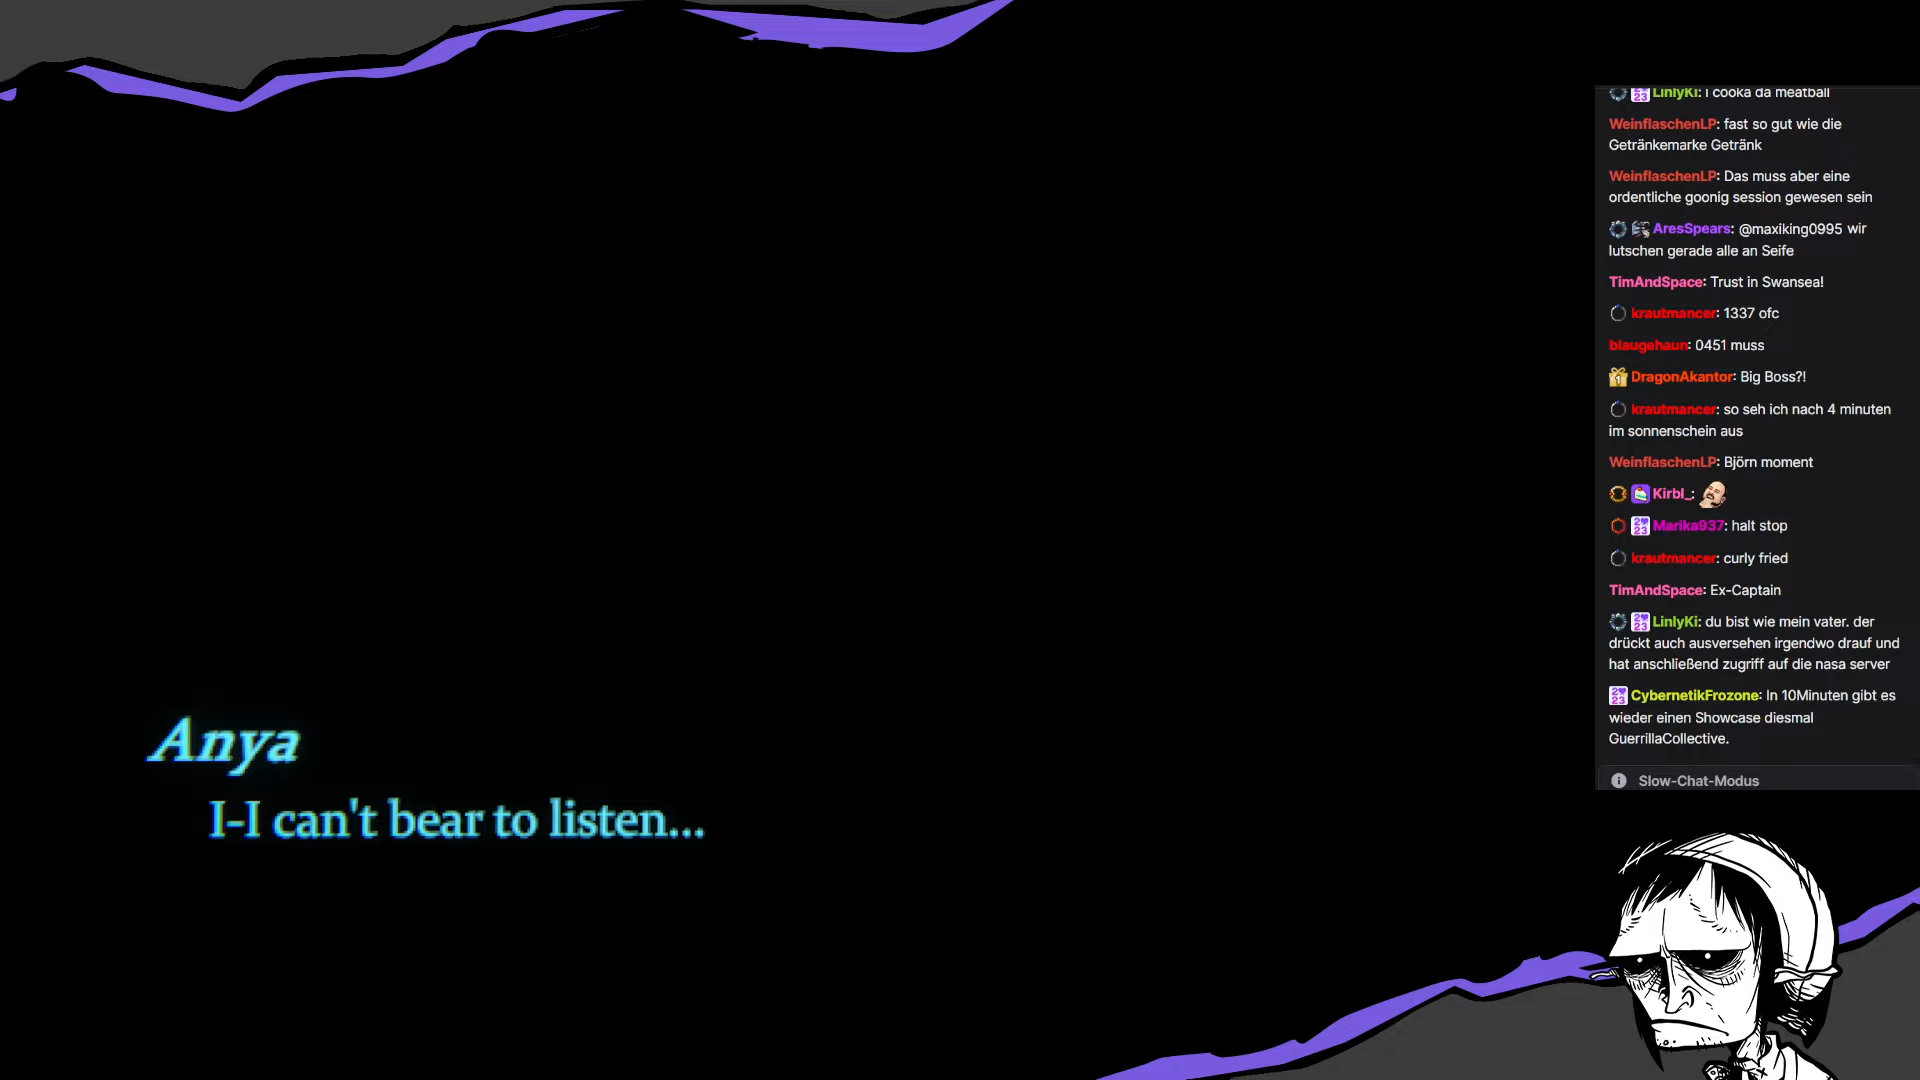 LinlyKi: I cooka da meatball
WeinflaschenLP: fast so gut wie die
Getränkemarke Getränk
WeinflaschenLP: Das muss aber eine
ordentliche goonig session gewesen sein
AresSpears: @maxiking0995 wir
lutschen gerade alle an Seife
TimAndSpace: Trust in Swansea!
krautmancer: 1337 ofc
blaugehaun: 0451 muss
DragonAkantor: Big Boss?!
krautmancer: so seh ich nach 4 minuten
im sonnenschein aus
WeinflaschenLP: Björn moment
Kirbl_:
Marika937: halt stop
krautmancer: curly fried
TimAndSpace: Ex-Captain
LinlyKi: du bist wie mein vater. der
drückt auch ausversehen irgendwo drauf und
hat anschließend zugriff auf die nasa server
CybernetikFrozone: In 10Minuten gibt es
wieder einen Showcase diesmal
GuerrillaCollective.
Slow-Chat-Modus
Anya
I-I can't bear to listen...